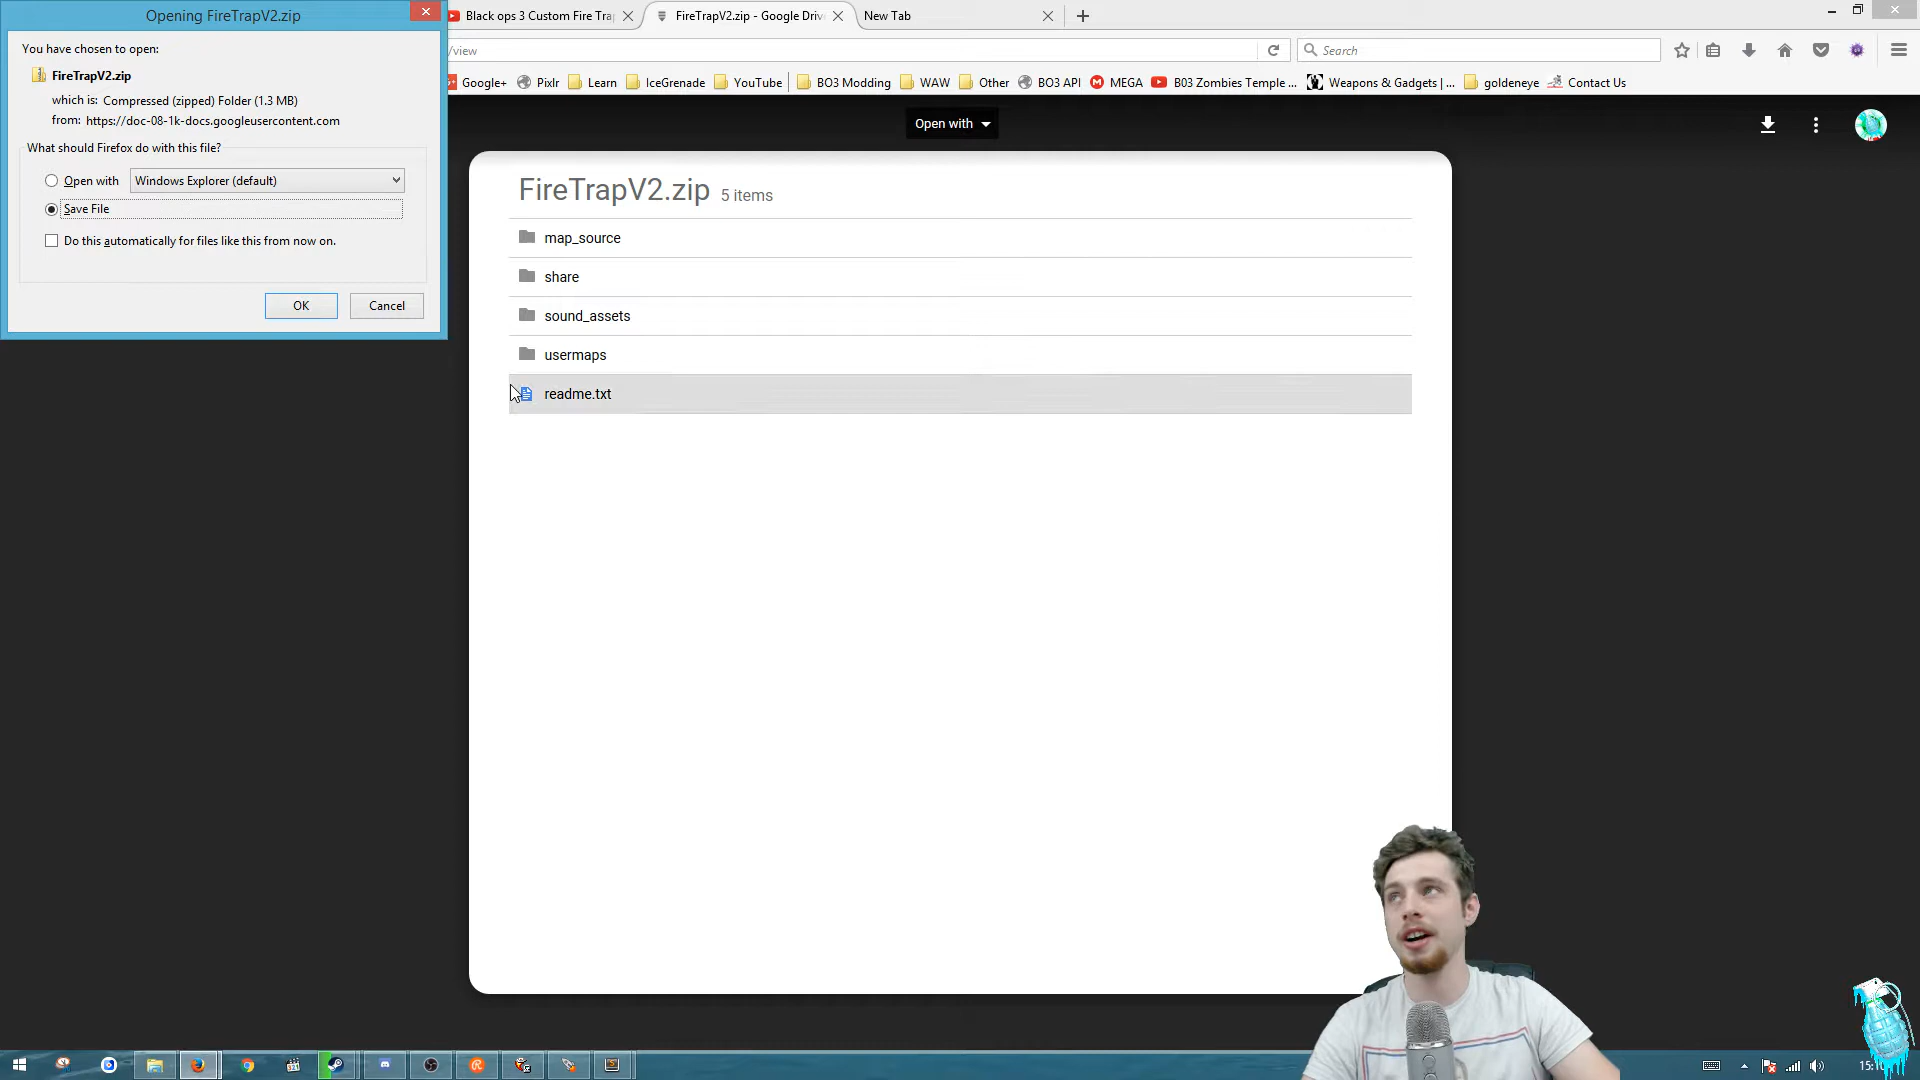 Opening FireTrapV2.zip
You have chosen to open:
FireTrapV2.zip
which is: Compressed (zipped) Folder (1.3 MB)
from: https://doc-08-1k-docs.googleusercontent.com
What should Firefox do with this file?
Open with Windows Explorer (default)
Save File
Do this automatically for files like this from now on.
OK Cancel
Black ops 3 Custom Fire Tra
FireTrapV2.zip - Google Driv
New Tab
/view
Search
Google+ Pixlr Learn IceGrenade YouTube BO3 Modding WAW Other BO3 API MEGA B03 Zombies Temple ... Weapons & Gadgets | ... goldeneye Contact Us
Open with
FireTrapV2.zip 5 items
map_source
share
sound_assets
usermaps
readme.txt